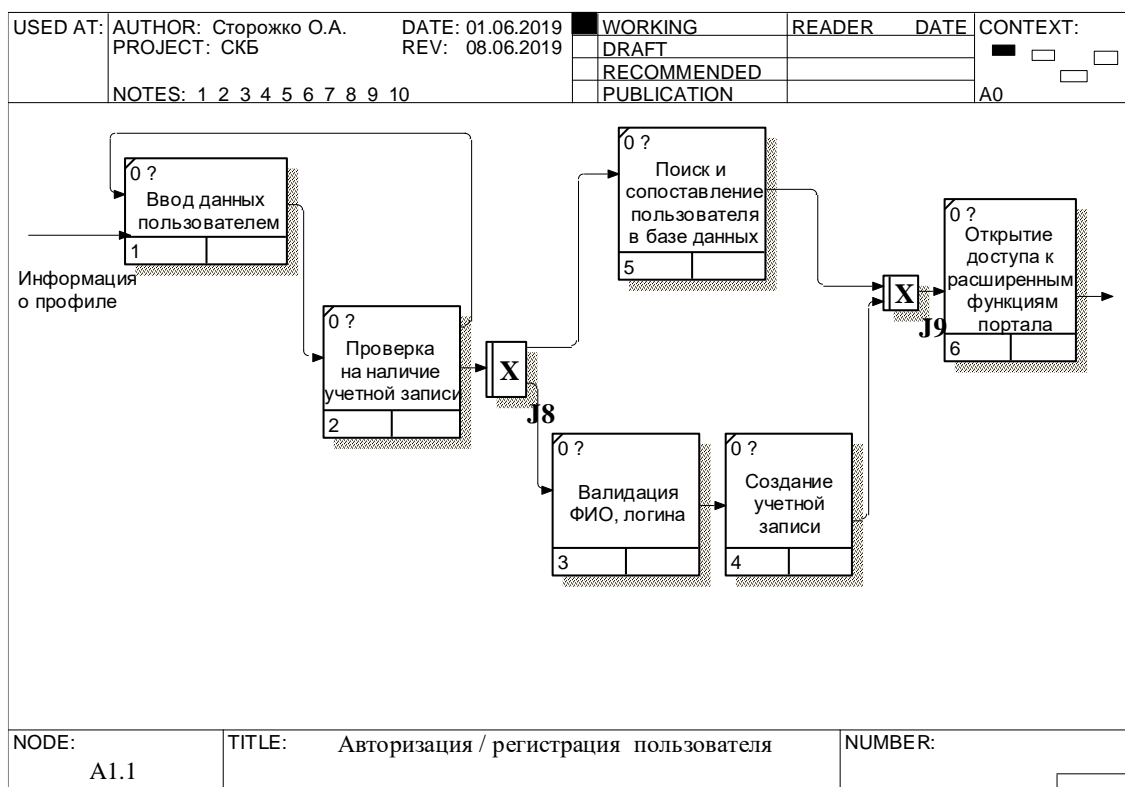 USED AT: AUTHOR: Сторожко О.А. DATE: 01.06.2019 WORKING READER DATE CONTEXT:
PROJECT: СКБ REV: 08.06.2019 DRAFT
RECOMMENDED
NOTES: 1 2 3 4 5 6 7 8 9 10 PUBLICATION A0
0 ?
Ввод данных
пользователем
1
Информация
о профиле
0 ?
Проверка
на наличие
учетной записи
2
X
J8
0 ?
Поиск и
сопоставление
пользователя
в базе данных
5
0 ?
Валидация
ФИО, логина
3
0 ?
Создание
учетной
записи
4
X
J9
0 ?
Открытие
доступа к
расширенным
функциям
портала
6
NODE: TITLE: Авторизация / регистрация пользователя NUMBER:
A1.1